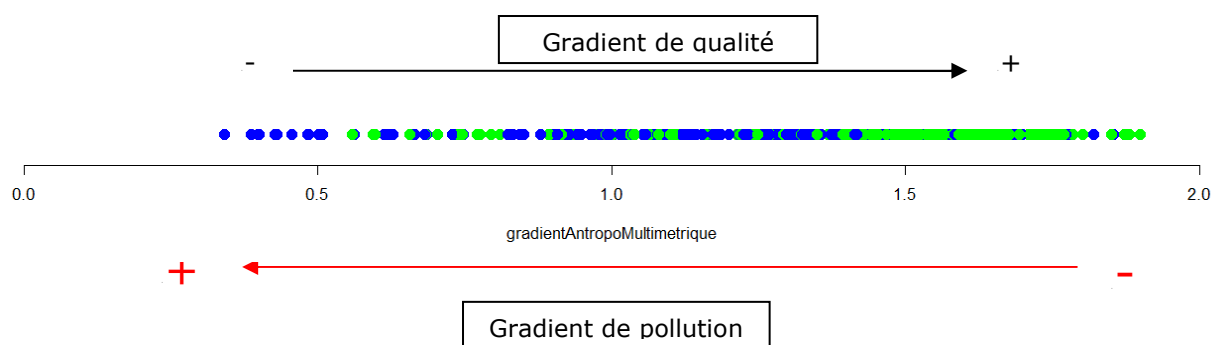 Gradient de qualité
- +
0.0 0.5 1.0 1.5 2.0
gradientAntropoMultimetrique
+ -
Gradient de pollution